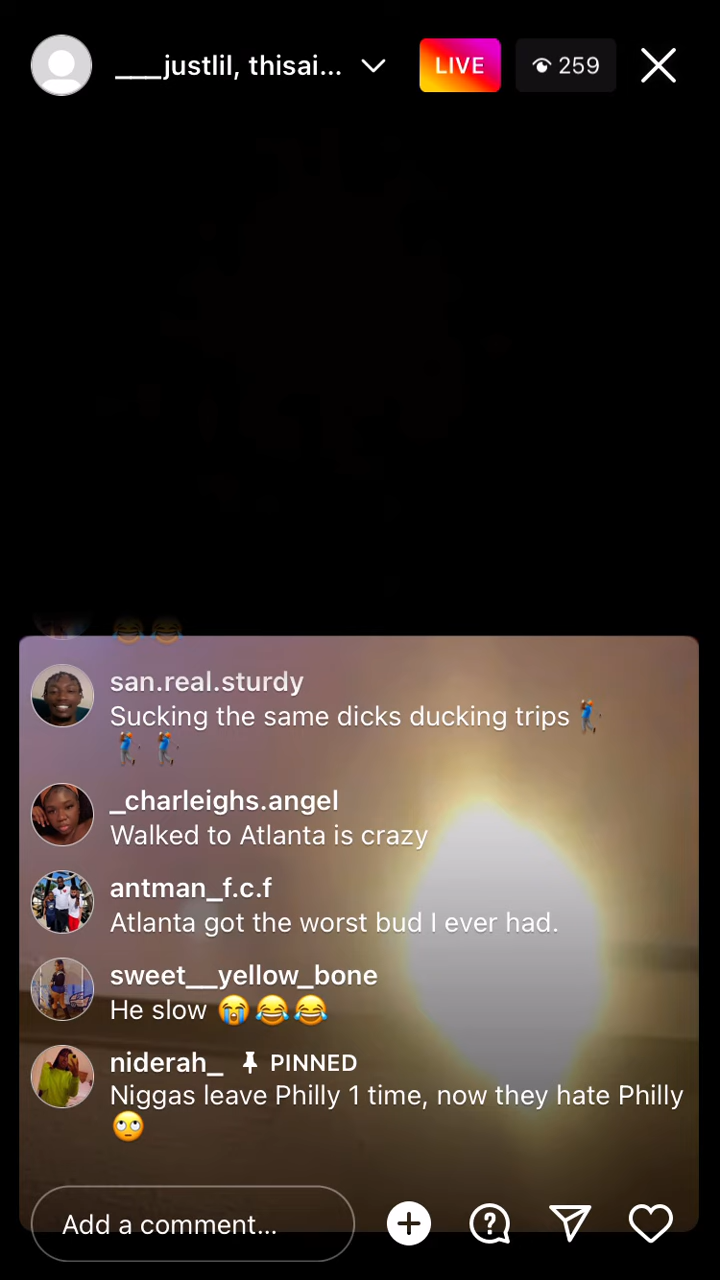 ___justlil, thisai...
LIVE
259
san.real.sturdy
Sucking the same dicks ducking trips 🏌🏾‍♂️
🏌🏾‍♂️ 🏌🏾‍♂️
_charleighs.angel
Walked to Atlanta is crazy
antman_f.c.f
Atlanta got the worst bud I ever had.
sweet__yellow_bone
He slow 😭😂😂
niderah_ PINNED
Niggas leave Philly 1 time, now they hate Philly
🙄
Add a comment...